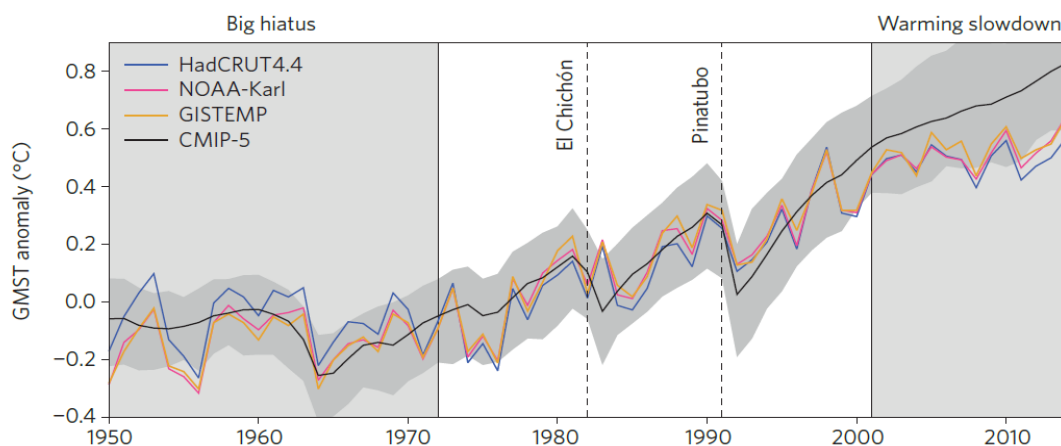 Big hiatus
Warming slowdown
HadCRUT4.4
NOAA-Karl
GISTEMP
CMIP-5
El Chichón
Pinatubo
GMST anomaly (°C)
0.8
0.6
0.4
0.2
0.0
−0.2
−0.4
1950 1960 1970 1980 1990 2000 2010